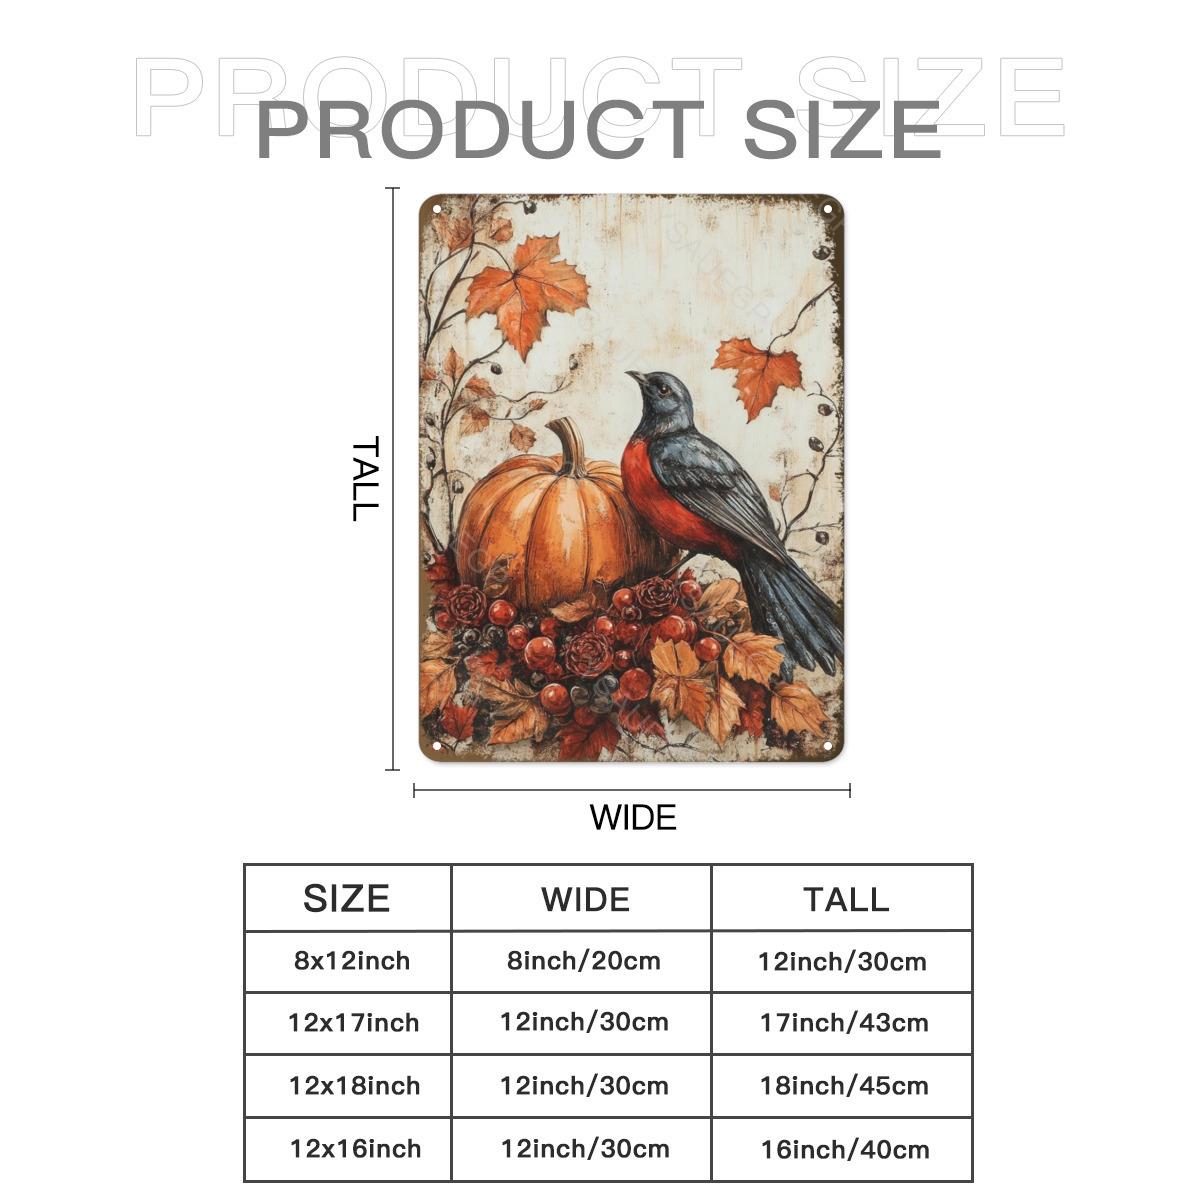 PRODUCT SIZE
PRODUCT SIZE
TALL
WIDE
SIZE WIDE TALL
8x12inch 8inch/20cm 12inch/30cm
12x17inch 12inch/30cm 17inch/43cm
12x18inch 12inch/30cm 18inch/45cm
12x16inch 12inch/30cm 16inch/40cm